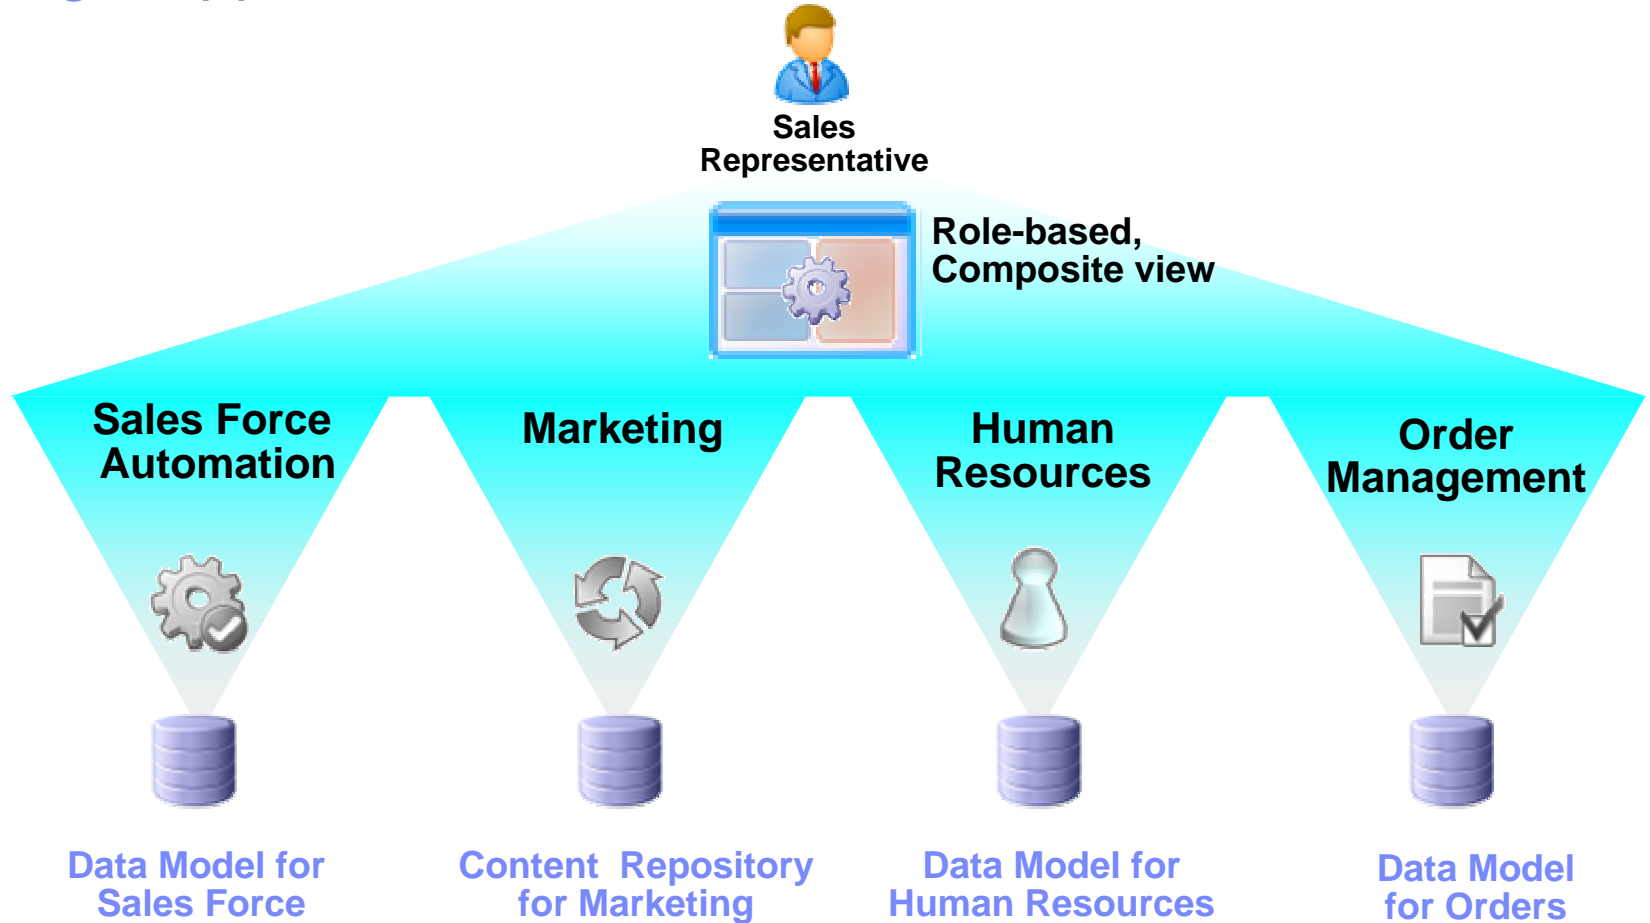 Sales
Representative
Role-based,
Composite view
Sales Force
Automation
Marketing
Human
Resources
Order
Management
Data Model for
Sales Force
Content  Repository
for Marketing
Data Model for
Human Resources
Data Model
for Orders